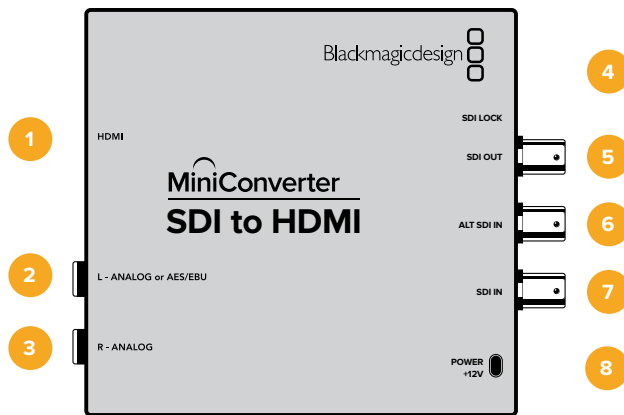 Blackmagicdesign
4
SDI LOCK
1
HDMI
SDI OUT
5
MiniConverter
SDI to HDMI
ALT SDI IN
6
2
L - ANALOG or AES/EBU
SDI IN
7
3
R - ANALOG
POWER
+12V
8